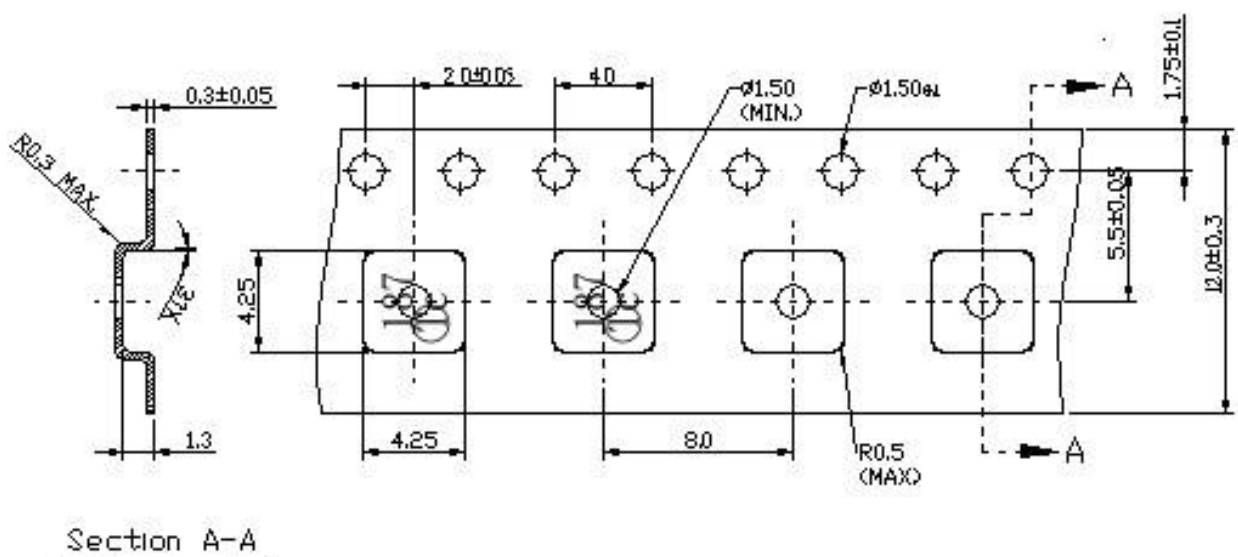 2.0±0.05
4.0
Ø1.50
(MIN.)
Ø1.50
A
1.75±0.1
0.3±0.05
R0.3 MAX.
4.25
187
187
5.5±0.05
12.0±0.3
1.3
4.25
8.0
R0.5
(MAX)
A
Section A-A